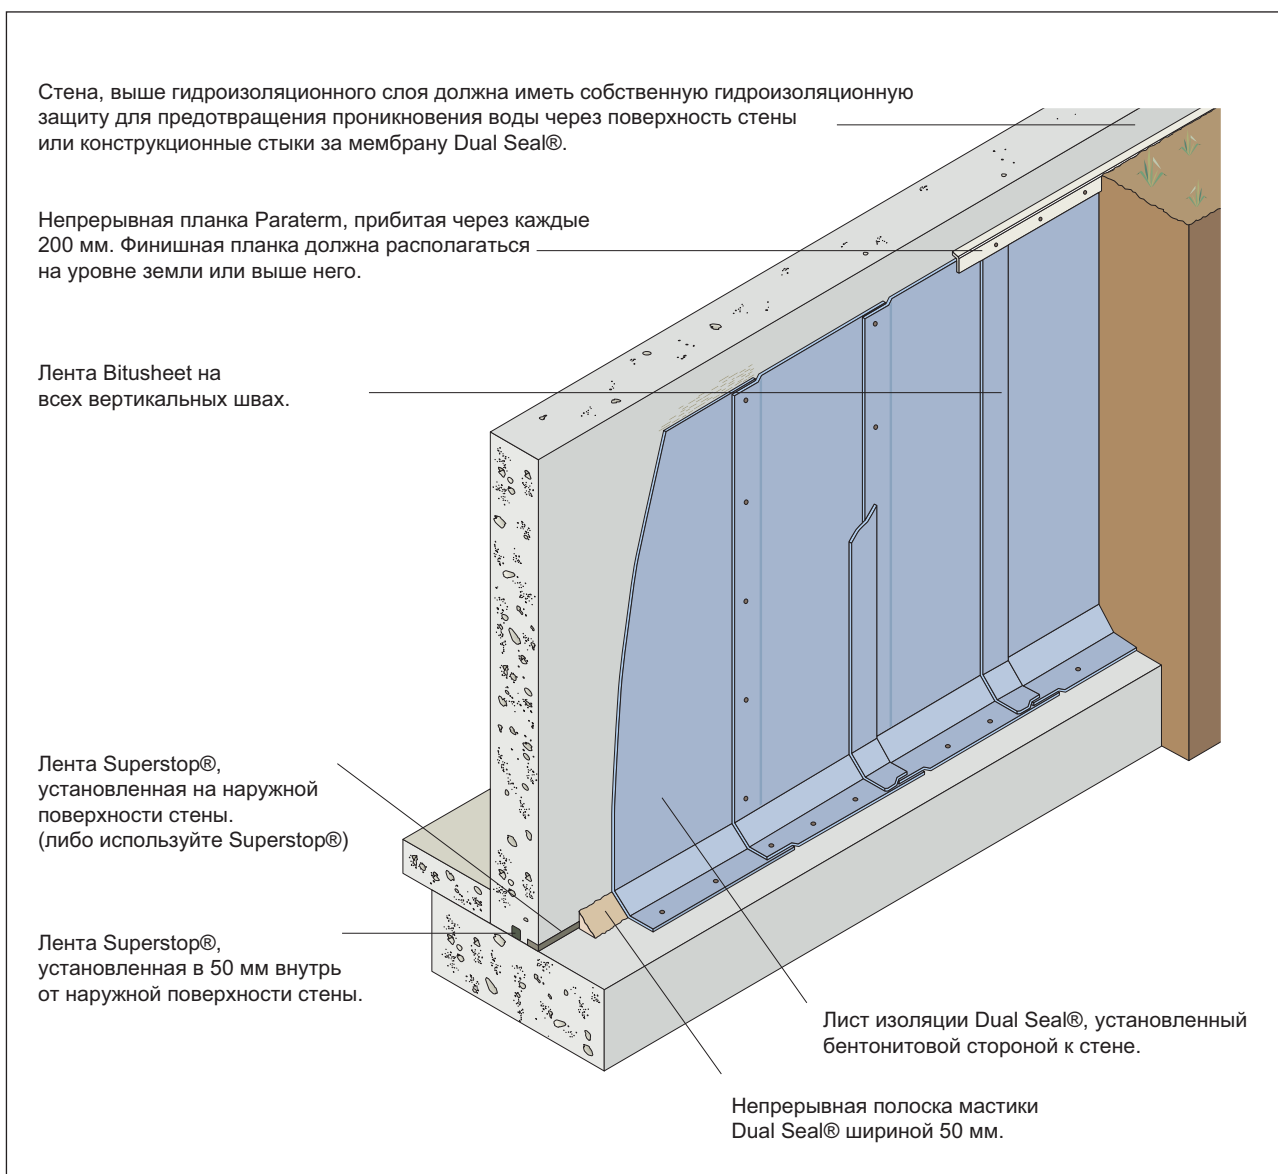 Стена, выше гидроизоляционного слоя должна иметь собственную гидроизоляционную
защиту для предотвращения проникновения воды через поверхность стены
или конструкционные стыки за мембрану Dual Seal®.
Непрерывная планка Paraterm, прибитая через каждые
200 мм. Финишная планка должна располагаться
на уровне земли или выше него.
Лента Bitusheet на
всех вертикальных швах.
Лента Superstop®,
установленная на наружной
поверхности стены.
(либо используйте Superstop®)
Лента Superstop®,
установленная в 50 мм внутрь
от наружной поверхности стены.
Лист изоляции Dual Seal®, установленный
бентонитовой стороной к стене.
Непрерывная полоска мастики
Dual Seal® шириной 50 мм.